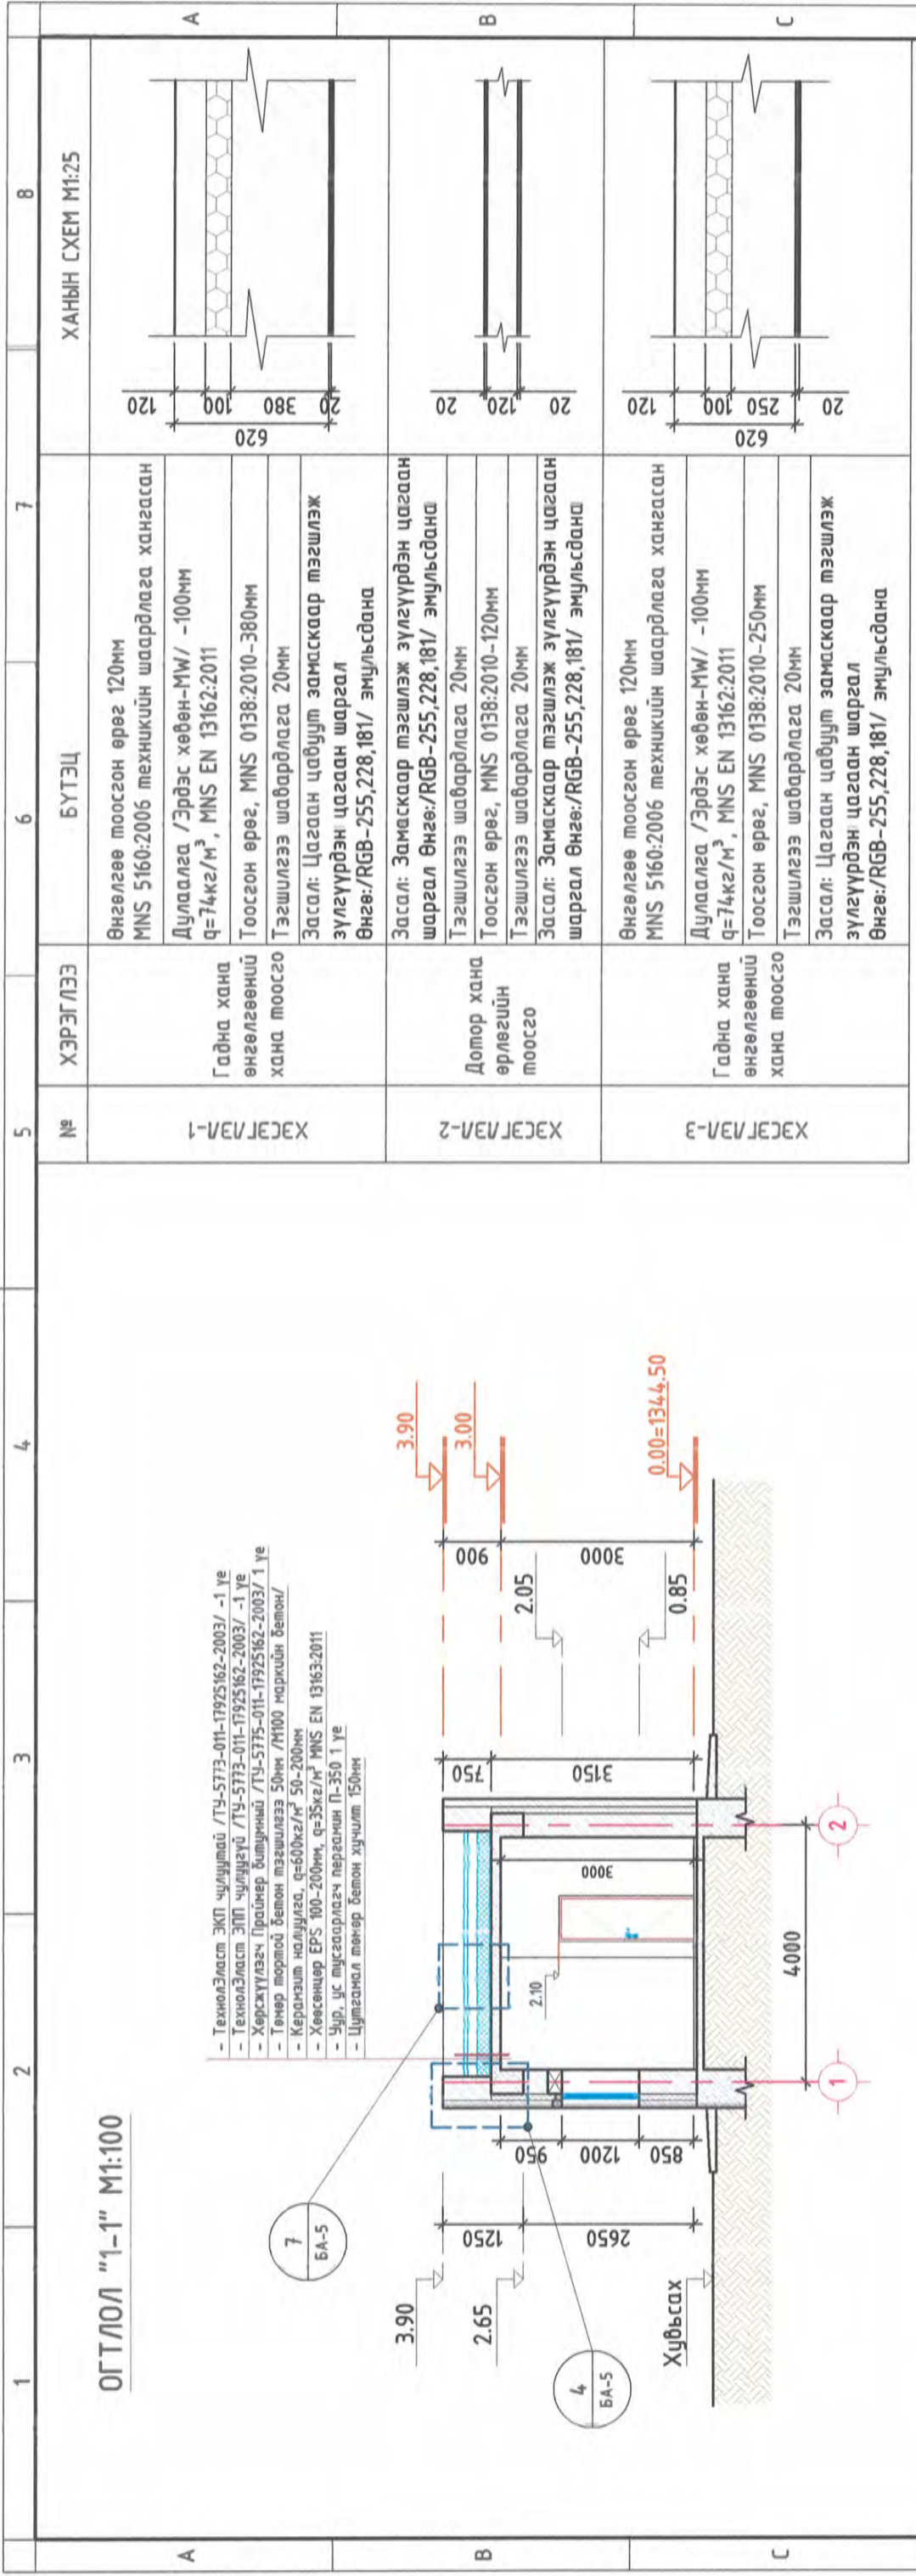 1
2
3
4
5
6
7
8
A
B
C
A
B
C
ОГТЛОЛ "1-1" М1:100
- ТехнолЭласт ЭКП чулуутай /ТУ-5773-011-17925162-2003/ -1 үе
- ТехнолЭласт ЭПП чулуугүй /ТУ-5773-011-17925162-2003/ -1 үе
- Хөрсжүүлэгч Праймер битумный /ТУ-5775-011-17925162-2003/ 1 үе
- Төмөр тортой бетон тэгшилгээ 50мм /М100 маркийн бетон/
- Керамзит налуулга, q=600кг/м³ 50-200мм
- Хөөсөнцөр EPS 100-200мм, q=35кг/м³ MNS EN 13163:2011
- Уур, ус тусгаарлагч пергамин П-350 1 үе
- Цутгамал төмөр бетон хучилт 150мм
7
БА-5
4
БА-5
3.90
2.65
Хувьсах
1250
2650
950
1200
850
2.10
3000
750
3150
900
3000
2.05
0.85
3.90
3.00
0.00=1344.50
4000
1
2
№
ХЭРЭГЛЭЭ
БҮТЭЦ
ХАНЫН СХЕМ М1:25
ХЭСЭГЛЭЛ-1
Гадна хана
өнгөлгөөний
хана тоосго
Өнгөлгөө тоосгон өрөг 120мм
MNS 5160:2006 техникийн шаардлага хангасан
Дулаалга /Эрдэс хөвөн-MW/ -100мм
q=74кг/м³, MNS EN 13162:2011
Тоосгон өрөг, MNS 0138:2010-380мм
Тэгшилгээ шавардлага 20мм
Засал: Цагаан цавуут замаскаар тэгшлэж
зүлгүүрдэн цагаан шаргал
Өнгө:/RGB-255,228,181/ эмульсдана
120
100
380
20
620
ХЭСЭГЛЭЛ-2
Дотор хана
өрлөгийн
тоосго
Засал: Замаскаар тэгшлэж зүлгүүрдэн цагаан
шаргал Өнгө:/RGB-255,228,181/ эмульсдана
Тэгшилгээ шавардлага 20мм
Тоосгон өрөг, MNS 0138:2010-120мм
Тэгшилгээ шавардлага 20мм
Засал: Замаскаар тэгшлэж зүлгүүрдэн цагаан
шаргал Өнгө:/RGB-255,228,181/ эмульсдана
20
120
20
ХЭСЭГЛЭЛ-3
Гадна хана
өнгөлгөөний
хана тоосго
Өнгөлгөө тоосгон өрөг 120мм
MNS 5160:2006 техникийн шаардлага хангасан
Дулаалга /Эрдэс хөвөн-MW/ -100мм
q=74кг/м³, MNS EN 13162:2011
Тоосгон өрөг, MNS 0138:2010-250мм
Тэгшилгээ шавардлага 20мм
Засал: Цагаан цавуут замаскаар тэгшлэж
зүлгүүрдэн цагаан шаргал
Өнгө:/RGB-255,228,181/ эмульсдана
120
100
250
20
620